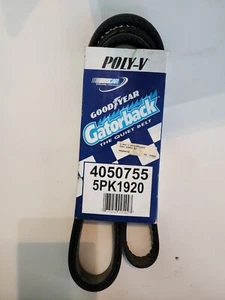 POLY-V
GOODYEAR
Gatorback
THE QUIET BELT
4050755
5PK1920